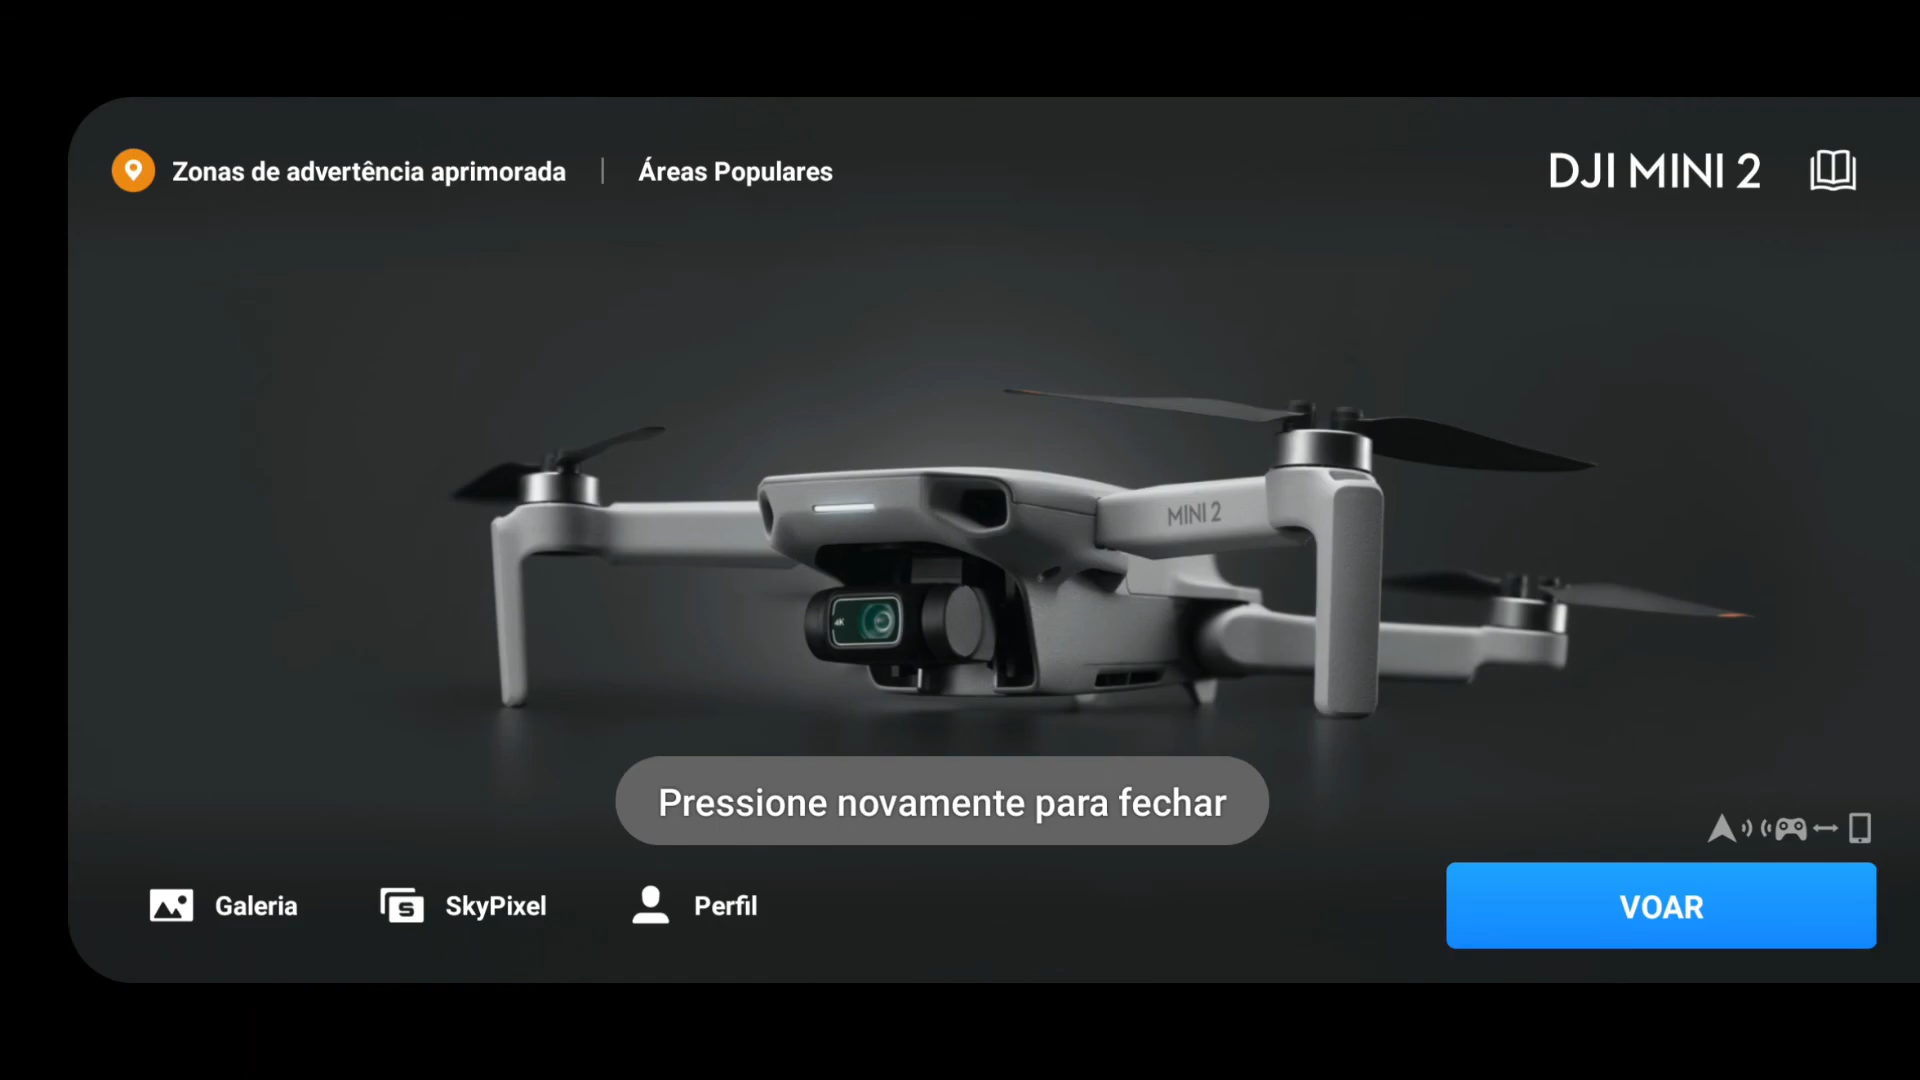 Zonas de advertência aprimorada
Áreas Populares
DJI MINI 2
MINI 2
4K
Pressione novamente para fechar
Galeria
S
SkyPixel
Perfil
VOAR